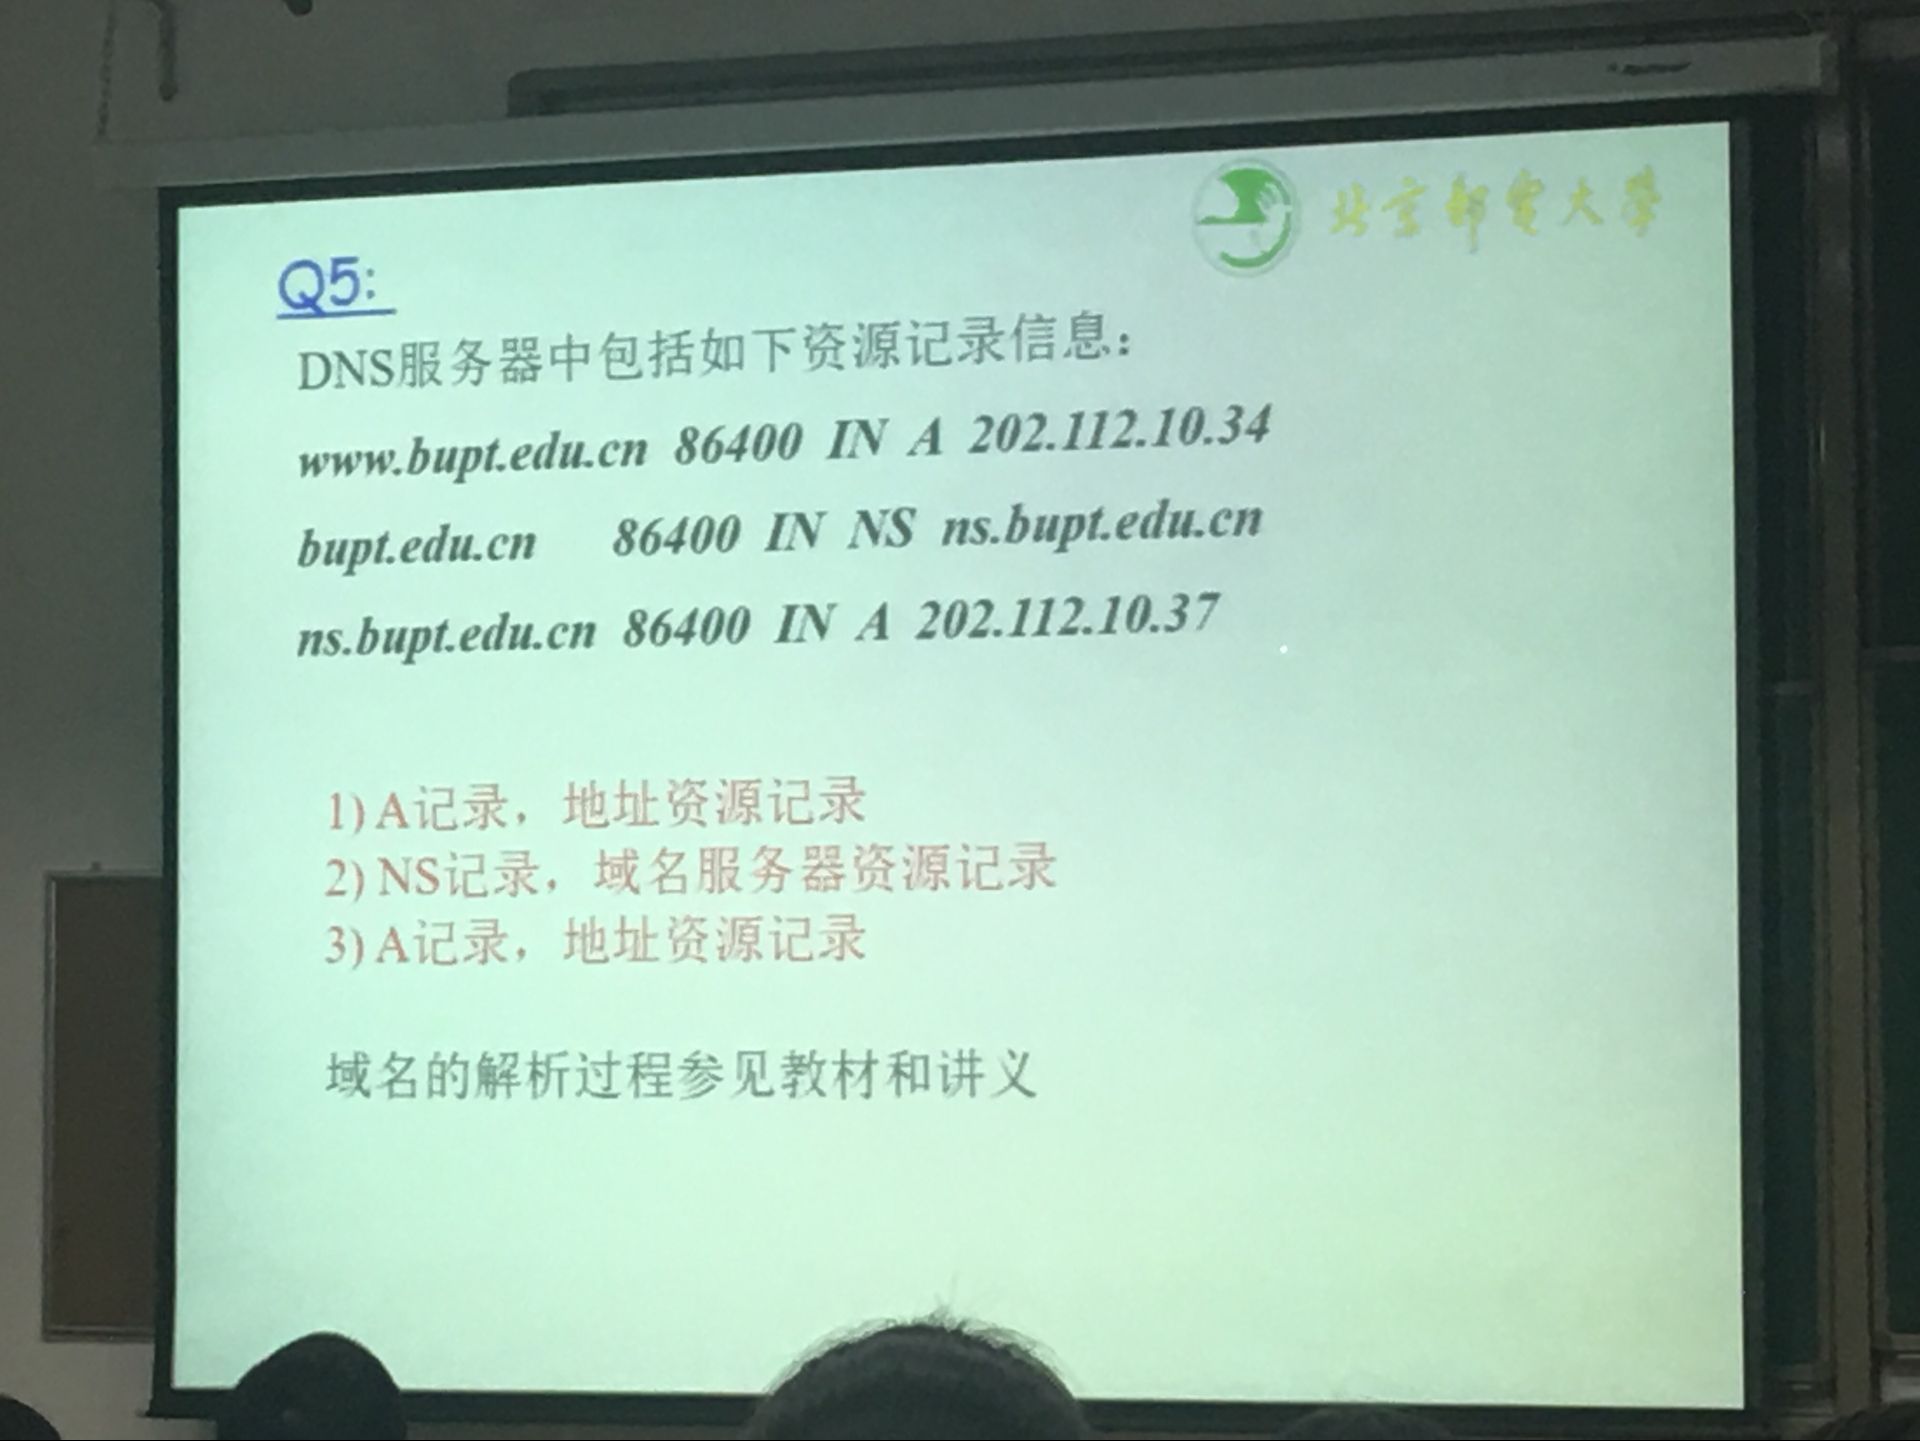 北京邮电大学
Q5:
DNS服务器中包括如下资源记录信息：
www.bupt.edu.cn 86400 IN A 202.112.10.34
bupt.edu.cn 86400 IN NS ns.bupt.edu.cn
ns.bupt.edu.cn 86400 IN A 202.112.10.37
1) A记录，地址资源记录
2) NS记录，域名服务器资源记录
3) A记录，地址资源记录
域名的解析过程参见教材和讲义